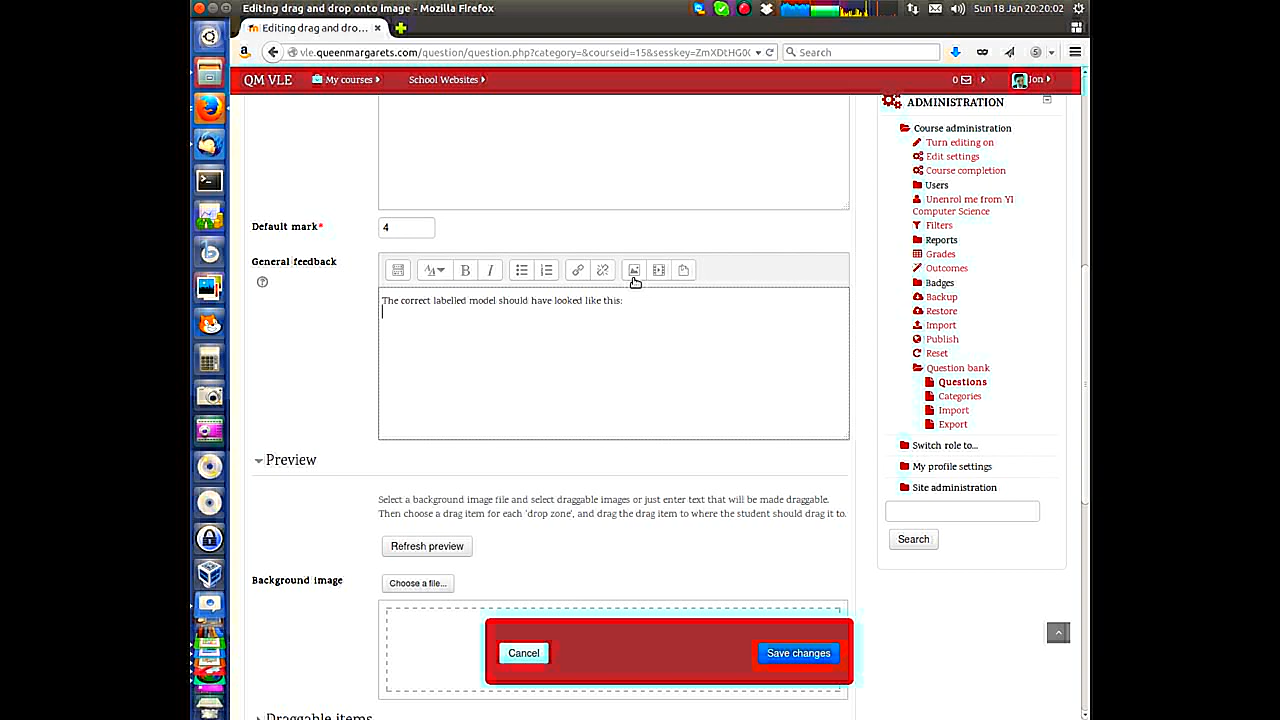 Editing drag and drop onto image - Mozilla Firefox
Sun 18 Jan 20:20:02
Editing drag and dro...
vle.queenmargarets.com/question/question.php?category=&courseid=15&sesskey=ZmXDtHG0(
Search
QM VLE
My courses
School Websites
0
Jon
ADMINISTRATION
Course administration
Turn editing on
Edit settings
Course completion
Users
Unenrol me from YI
Computer Science
Filters
Reports
Grades
Outcomes
Badges
Backup
Restore
Import
Publish
Reset
Question bank
Questions
Categories
Import
Export
Switch role to...
My profile settings
Site administration
Search
Default mark*
4
General feedback
The correct labelled model should have looked like this:
Preview
Select a background image file and select draggable images or just enter text that will be made draggable.
Then choose a drag item for each 'drop zone', and drag the drag item to where the student should drag it to.
Refresh preview
Background image
Choose a file...
Cancel
Save changes
Draggable items